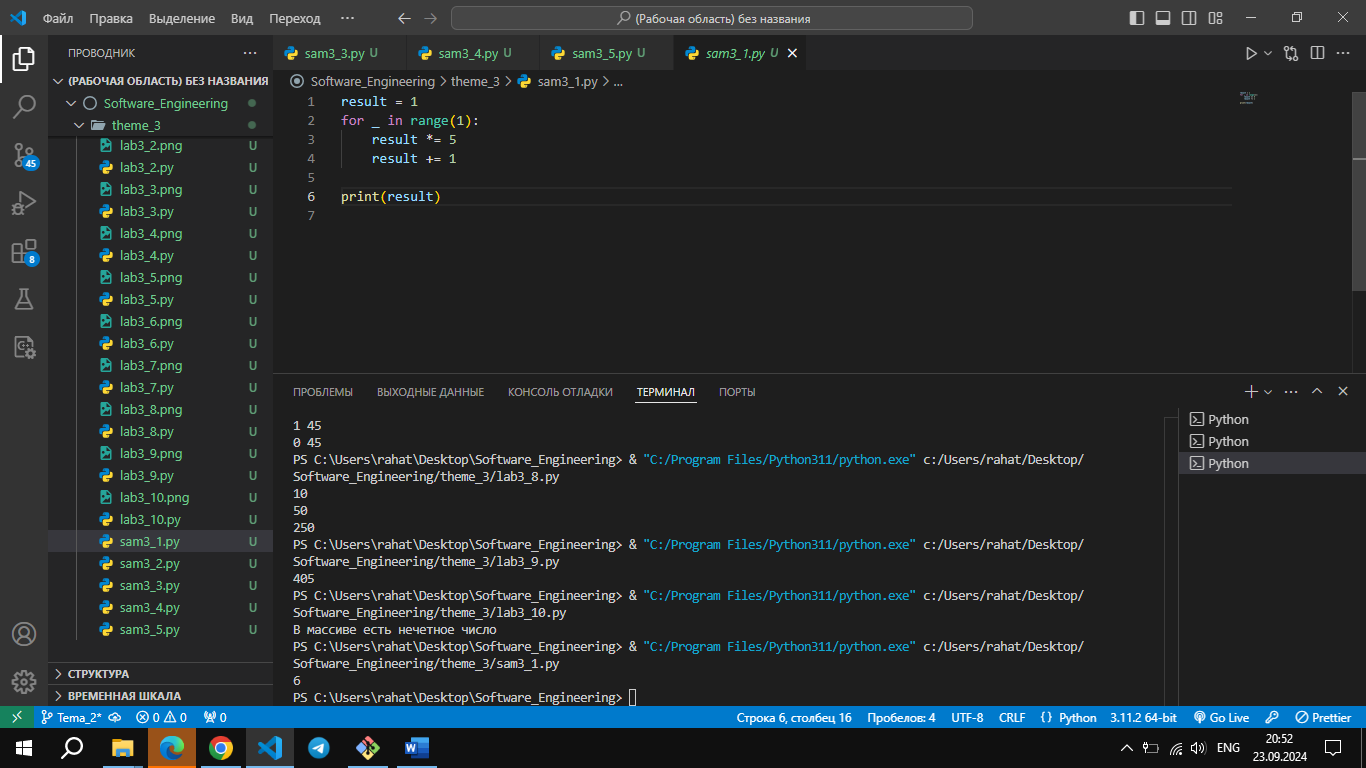 Файл Правка Выделение Вид Переход ···
(Рабочая область) без названия
ПРОВОДНИК ···
(РАБОЧАЯ ОБЛАСТЬ) БЕЗ НАЗВАНИЯ
Software_Engineering
theme_3
lab3_2.png U
lab3_2.py U
lab3_3.png U
lab3_3.py U
lab3_4.png U
lab3_4.py U
lab3_5.png U
lab3_5.py U
lab3_6.png U
lab3_6.py U
lab3_7.png U
lab3_7.py U
lab3_8.png U
lab3_8.py U
lab3_9.png U
lab3_9.py U
lab3_10.png U
lab3_10.py U
sam3_1.py U
sam3_2.py U
sam3_3.py U
sam3_4.py U
sam3_5.py U
СТРУКТУРА
ВРЕМЕННАЯ ШКАЛА
45
8
sam3_3.py U sam3_4.py U sam3_5.py U sam3_1.py U
Software_Engineering > theme_3 > sam3_1.py > ...
1 result = 1
2 for _ in range(1):
3 result *= 5
4 result += 1
5
6 print(result)
7
ПРОБЛЕМЫ ВЫХОДНЫЕ ДАННЫЕ КОНСОЛЬ ОТЛАДКИ ТЕРМИНАЛ ПОРТЫ
1 45
0 45
PS C:\Users\rahat\Desktop\Software_Engineering> & "C:/Program Files/Python311/python.exe" c:/Users/rahat/Desktop/
Software_Engineering/theme_3/lab3_8.py
10
50
250
PS C:\Users\rahat\Desktop\Software_Engineering> & "C:/Program Files/Python311/python.exe" c:/Users/rahat/Desktop/
Software_Engineering/theme_3/lab3_9.py
405
PS C:\Users\rahat\Desktop\Software_Engineering> & "C:/Program Files/Python311/python.exe" c:/Users/rahat/Desktop/
Software_Engineering/theme_3/lab3_10.py
В массиве есть нечетное число
PS C:\Users\rahat\Desktop\Software_Engineering> & "C:/Program Files/Python311/python.exe" c:/Users/rahat/Desktop/
Software_Engineering/theme_3/sam3_1.py
6
PS C:\Users\rahat\Desktop\Software_Engineering>
Python
Python
Python
Tema_2* 0 0 0 Строка 6, столбец 16 Пробелов: 4 UTF-8 CRLF {} Python 3.11.2 64-bit Go Live Prettier
ENG 20:52
23.09.2024